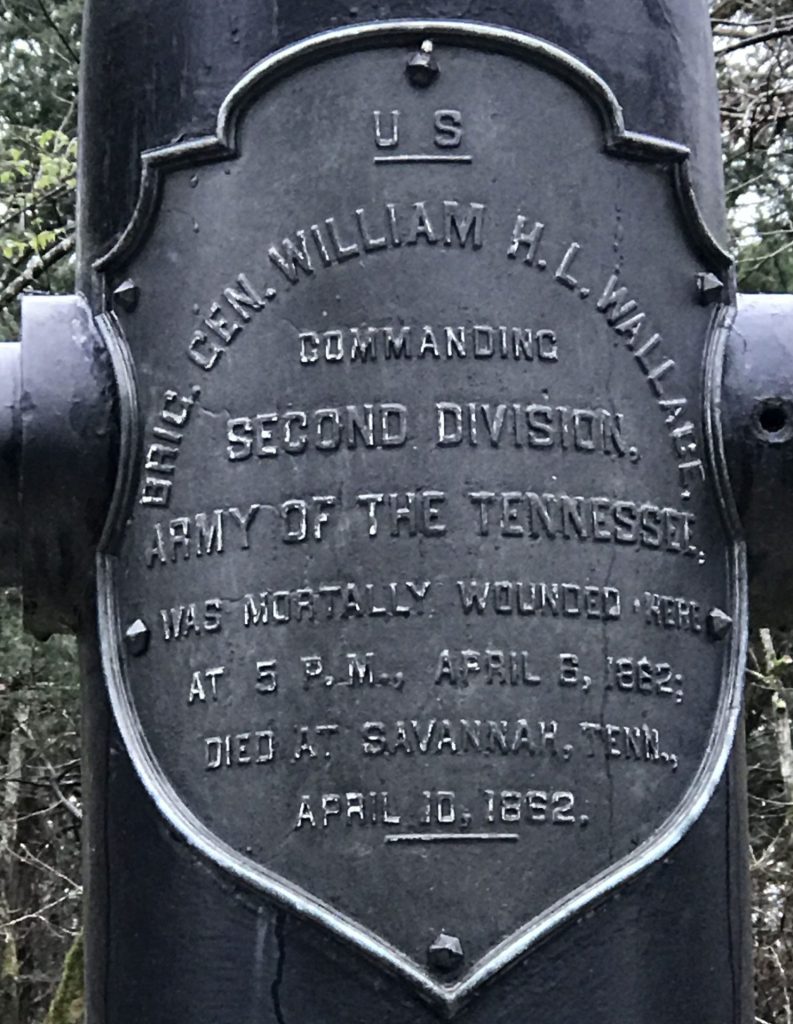 U S
BRIG. GEN. WILLIAM H. L. WALLACE.
COMMANDING
SECOND DIVISION,
ARMY OF THE TENNESSEE,
WAS MORTALLY WOUNDED HERE
AT 5 P.M., APRIL 6, 1862;
DIED AT SAVANNAH, TENN.,
APRIL 10, 1862.